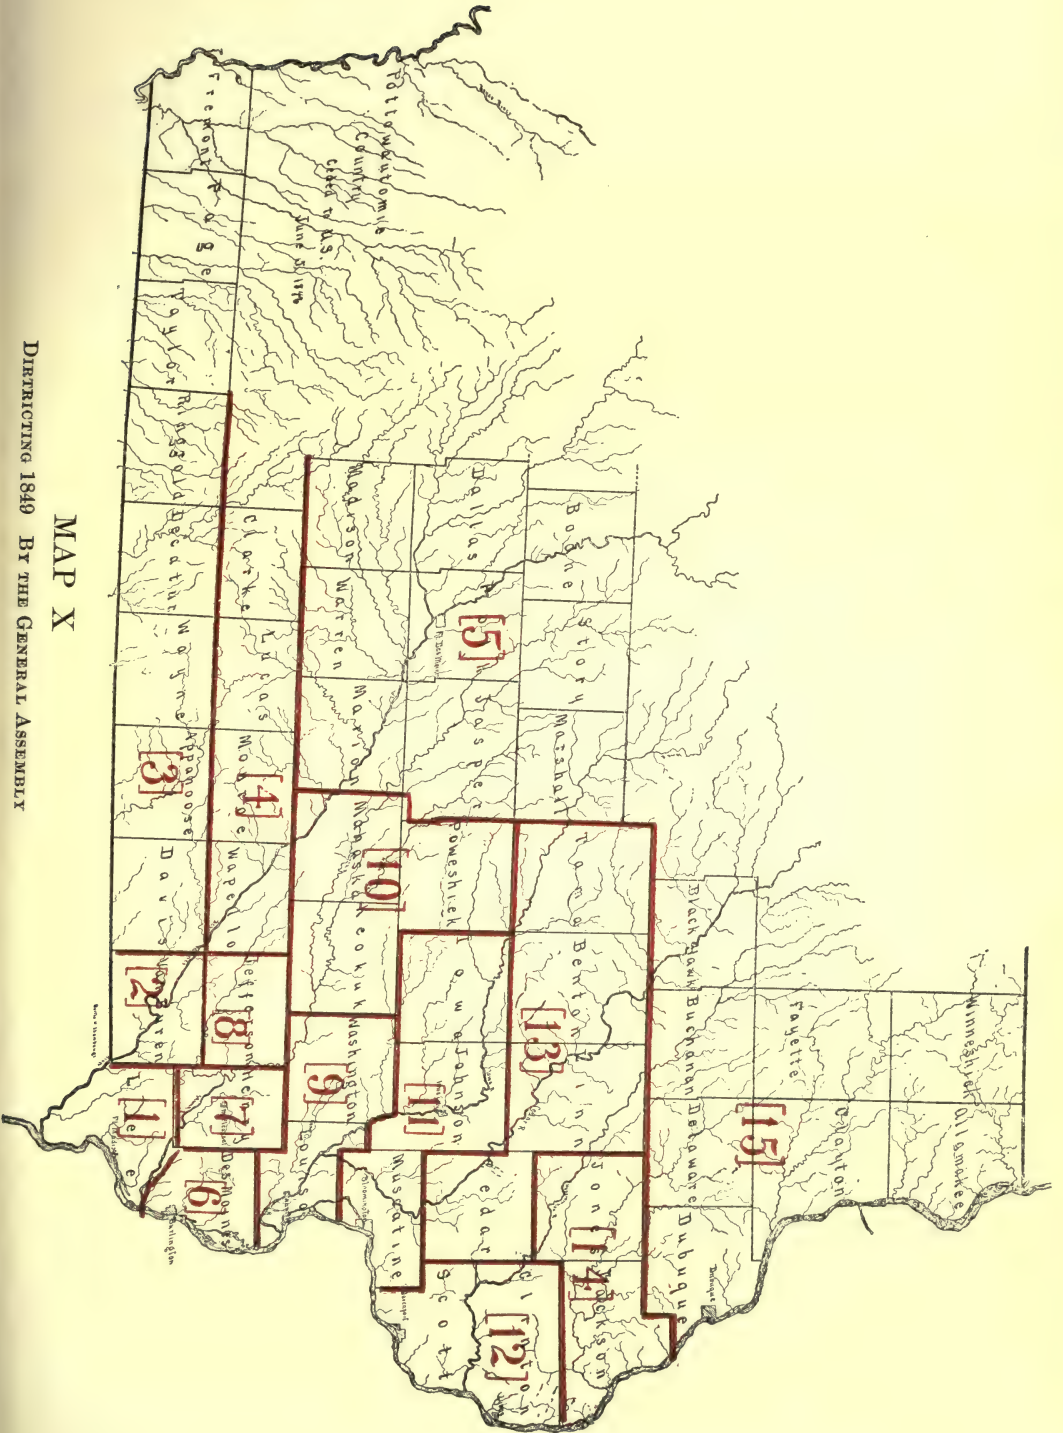 Pottawattamie
Country
Ceded to U.S.
June 5, 1846
Fremont
Page
Taylor
Ringgold
Decatur
Wayne
Appanoose
Davis
Van Buren
Lee
Clarke
Lucas
Monroe
Wapello
Jefferson
Henry
Des Moines
Burlington
Madison
Warren
Marion
Mahaska
Keokuk
Washington
Louisa
Dallas
Polk
Jasper
Poweshiek
Iowa
Johnson
Muscatine
Cedar
Scott
Clinton
Boone
Story
Marshall
Tama
Benton
Linn
Jones
Jackson
Black Hawk
Buchanan
Delaware
Dubuque
Dubuque
Fayette
Clayton
Winneshiek
Allamakee
[1]
[2]
[3]
[4]
[5]
[6]
[7]
[8]
[9]
[10]
[11]
[12]
[13]
[14]
[15]
MAP X
DIRTRICTING 1849 BY THE GENERAL ASSEMBLY